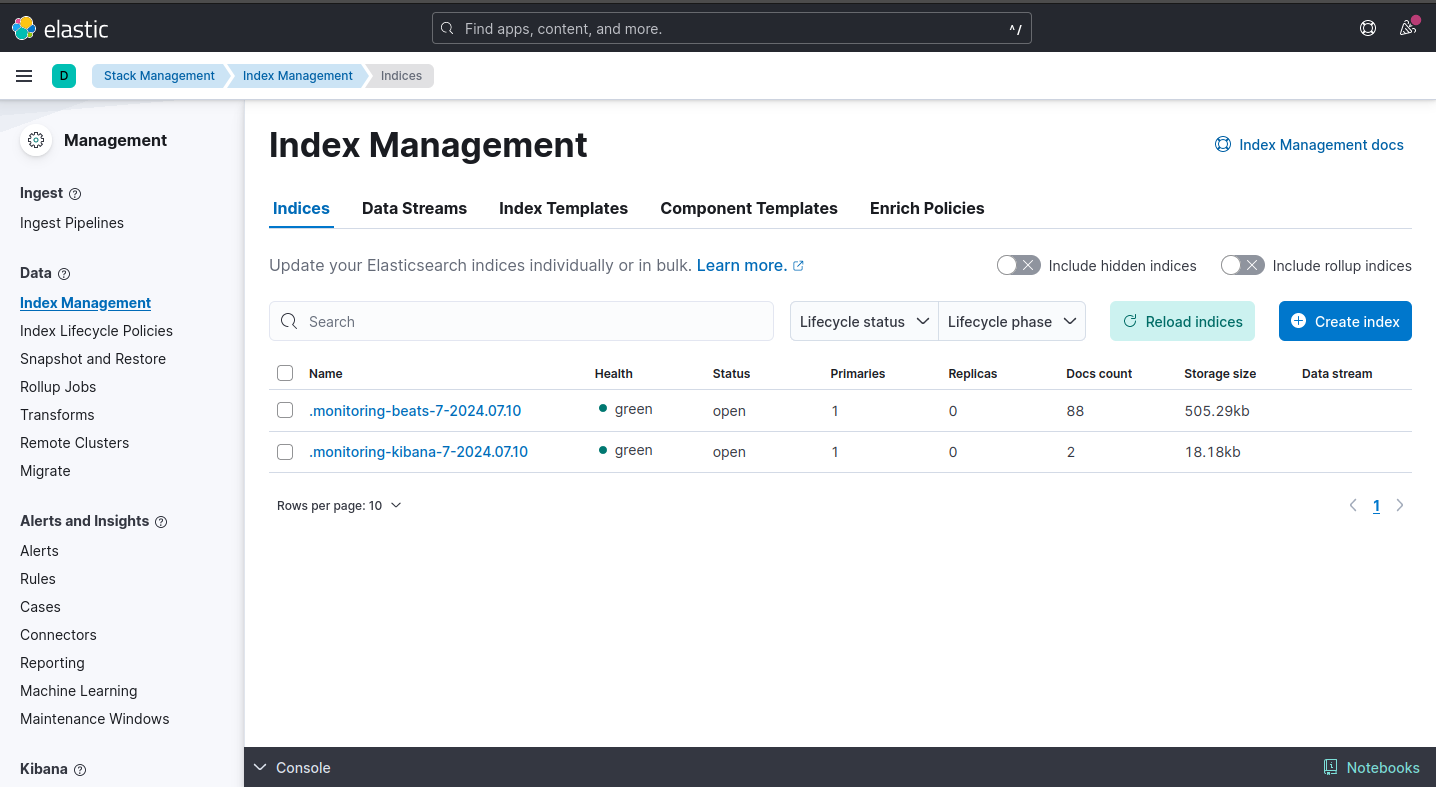 elastic
Find apps, content, and more.
^/
D
Stack Management
Index Management
Indices
Management
Ingest
Ingest Pipelines
Data
Index Management
Index Lifecycle Policies
Snapshot and Restore
Rollup Jobs
Transforms
Remote Clusters
Migrate
Alerts and Insights
Alerts
Rules
Cases
Connectors
Reporting
Machine Learning
Maintenance Windows
Kibana
Index Management
Index Management docs
Indices Data Streams Index Templates Component Templates Enrich Policies
Update your Elasticsearch indices individually or in bulk. Learn more.
Include hidden indices
Include rollup indices
Search
Lifecycle status
Lifecycle phase
Reload indices
Create index
Name Health Status Primaries Replicas Docs count Storage size Data stream
.monitoring-beats-7-2024.07.10 green open 1 0 88 505.29kb
.monitoring-kibana-7-2024.07.10 green open 1 0 2 18.18kb
Rows per page: 10
1
Console
Notebooks